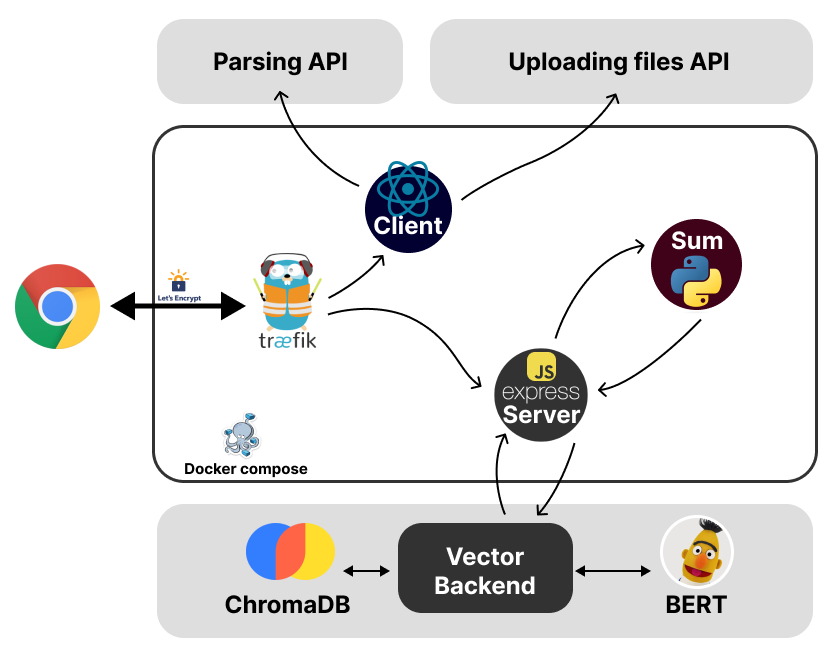 Parsing API
Uploading files API
Client
Sum
Let's Encrypt
træfik
JS
express
Server
Docker compose
Vector
Backend
ChromaDB
BERT